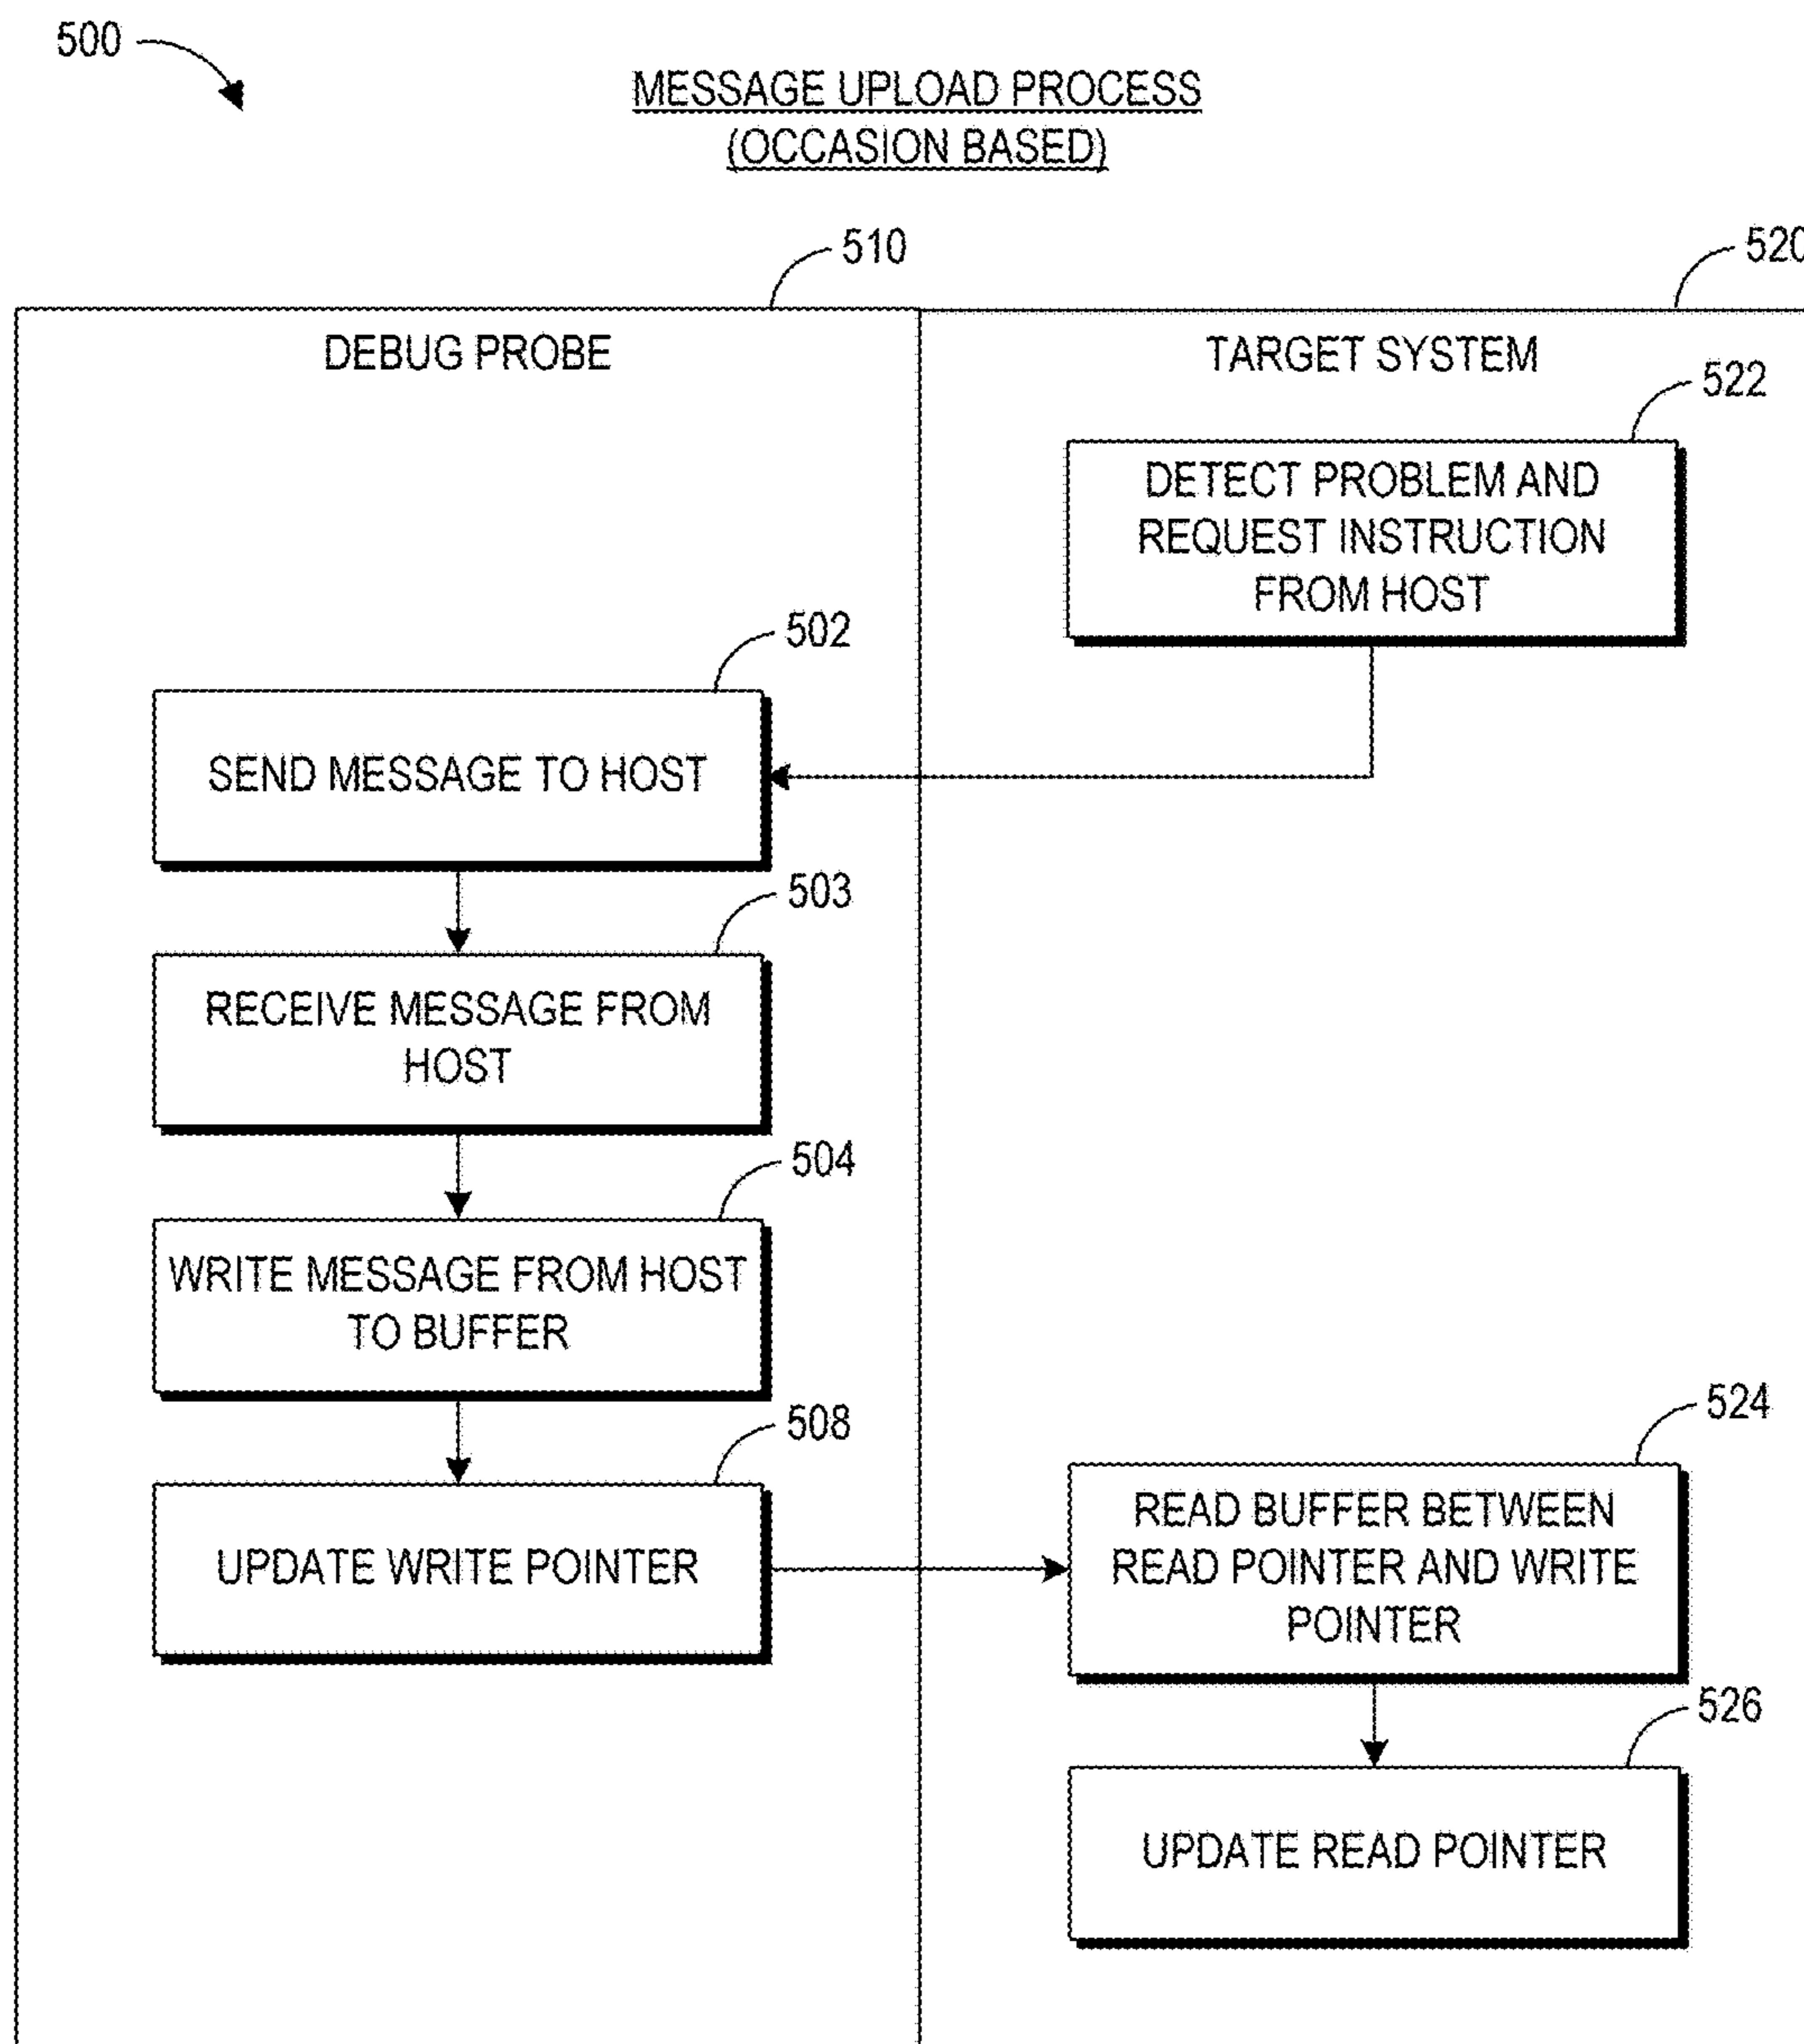 500
MESSAGE UPLOAD PROCESS
(OCCASION BASED)
510
520
DEBUG PROBE
TARGET SYSTEM
522
DETECT PROBLEM AND
REQUEST INSTRUCTION
FROM HOST
502
SEND MESSAGE TO HOST
503
RECEIVE MESSAGE FROM
HOST
504
WRITE MESSAGE FROM HOST
TO BUFFER
508
UPDATE WRITE POINTER
524
READ BUFFER BETWEEN
READ POINTER AND WRITE
POINTER
526
UPDATE READ POINTER